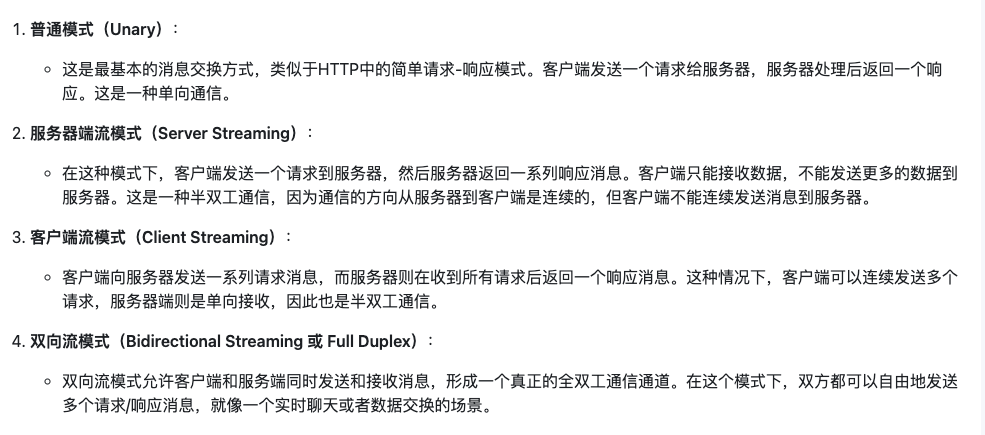 1. 普通模式（Unary）：
这是最基本的消息交换方式，类似于HTTP中的简单请求-响应模式。客户端发送一个请求给服务器，服务器处理后返回一个响
应。这是一种单向通信。
2. 服务器端流模式（Server Streaming）：
在这种模式下，客户端发送一个请求到服务器，然后服务器返回一系列响应消息。客户端只能接收数据，不能发送更多的数据到
服务器。这是一种半双工通信，因为通信的方向从服务器到客户端是连续的，但客户端不能连续发送消息到服务器。
3. 客户端流模式（Client Streaming）：
客户端向服务器发送一系列请求消息，而服务器则在收到所有请求后返回一个响应消息。这种情况下，客户端可以连续发送多个
请求，服务器端则是单向接收，因此也是半双工通信。
4. 双向流模式（Bidirectional Streaming 或 Full Duplex）：
双向流模式允许客户端和服务端同时发送和接收消息，形成一个真正的全双工通信通道。在这个模式下，双方都可以自由地发送
多个请求/响应消息，就像一个实时聊天或者数据交换的场景。